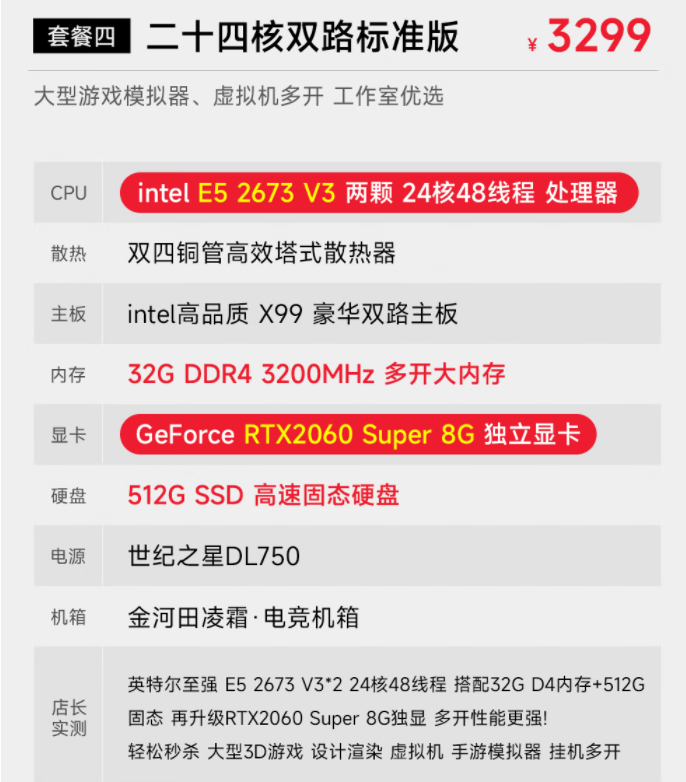 套餐四 二十四核双路标准版 ¥ 3299
大型游戏模拟器、虚拟机多开 工作室优选
CPU intel E5 2673 V3 两颗 24核48线程 处理器
散热 双四铜管高效塔式散热器
主板 intel高品质 X99 豪华双路主板
内存 32G DDR4 3200MHz 多开大内存
显卡 GeForce RTX2060 Super 8G 独立显卡
硬盘 512G SSD 高速固态硬盘
电源 世纪之星DL750
机箱 金河田凌霜·电竞机箱
店长
实测
英特尔至强 E5 2673 V3*2 24核48线程 搭配32G D4内存+512G
固态 再升级RTX2060 Super 8G独显 多开性能更强!
轻松秒杀 大型3D游戏 设计渲染 虚拟机 手游模拟器 挂机多开